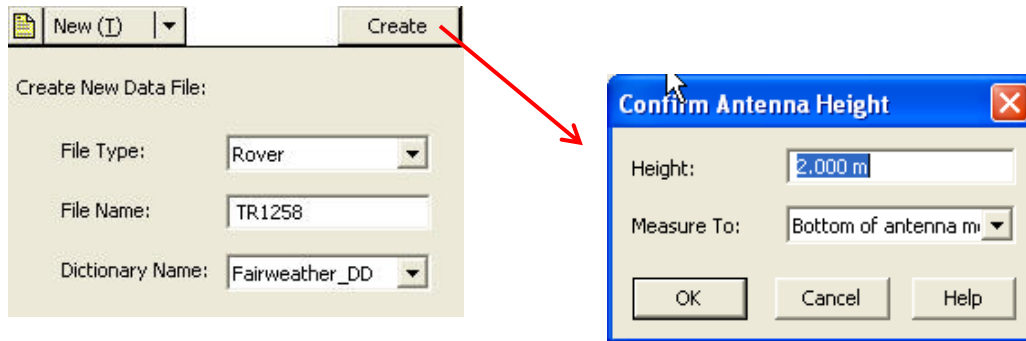 New (T)
Create
Create New Data File:
File Type:
Rover
File Name:
TR1258
Dictionary Name:
Fairweather_DD
Confirm Antenna Height
Height:
2.000 m
Measure To:
Bottom of antenna
OK
Cancel
Help